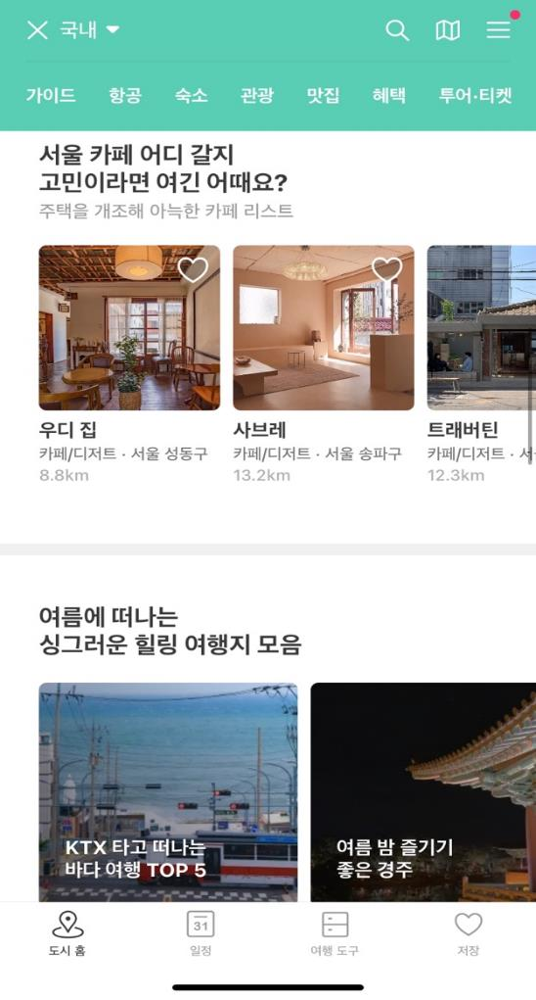 국내
가이드 항공 숙소 관광 맛집 혜택 투어·티켓
서울 카페 어디 갈지
고민이라면 여긴 어때요?
주택을 개조해 아늑한 카페 리스트
우디 집
카페/디저트 · 서울 성동구
8.8km
사브레
카페/디저트 · 서울 송파구
13.2km
트래버틴
카페/디저트 ·
12.3km
여름에 떠나는
싱그러운 힐링 여행지 모음
KTX 타고 떠나는
바다 여행 TOP 5
여름 밤 즐기기
좋은 경주
도시 홈
31
일정
여행 도구
저장